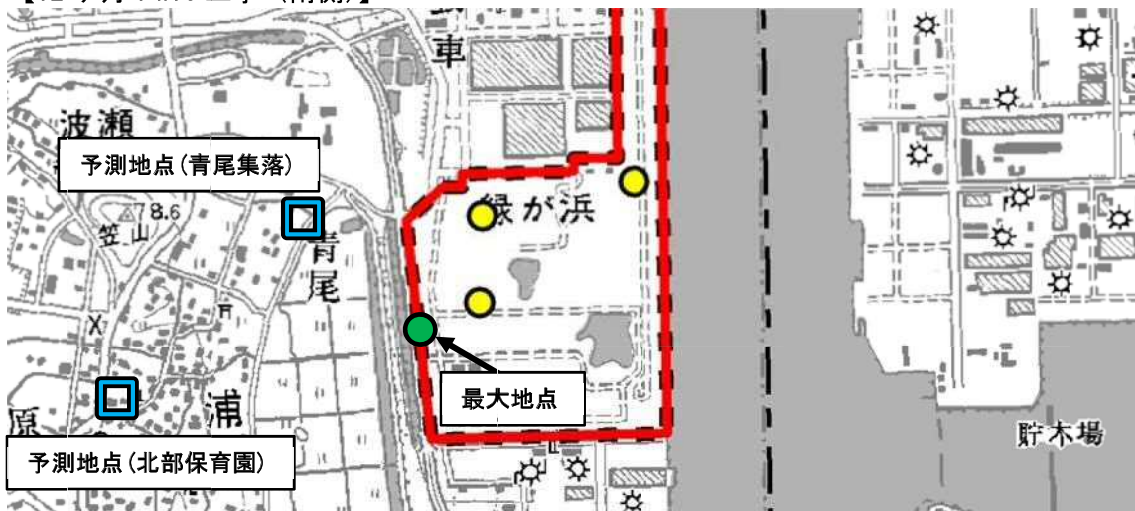 車
波瀬
予測地点(青尾集落)
78.6
笠山
緑が浜
青尾
最大地点
浦
原
貯木場
予測地点(北部保育園)